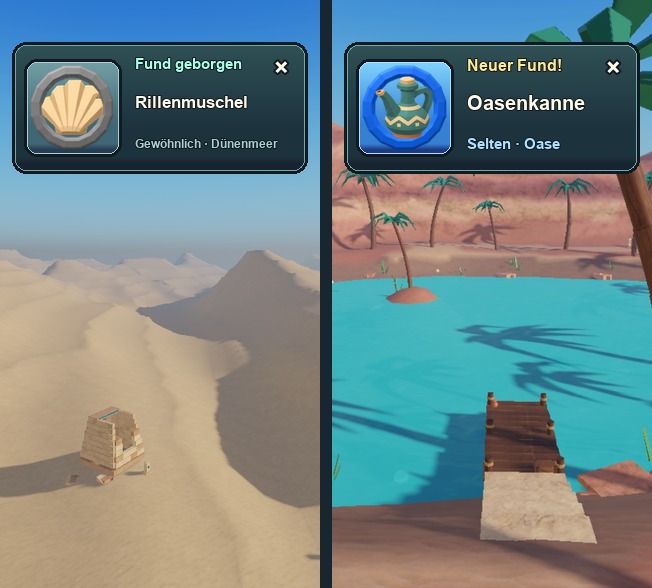 Fund geborgen
Rillenmuschel
Gewöhnlich · Dünenmeer
Neuer Fund!
Oasenkanne
Selten · Oase